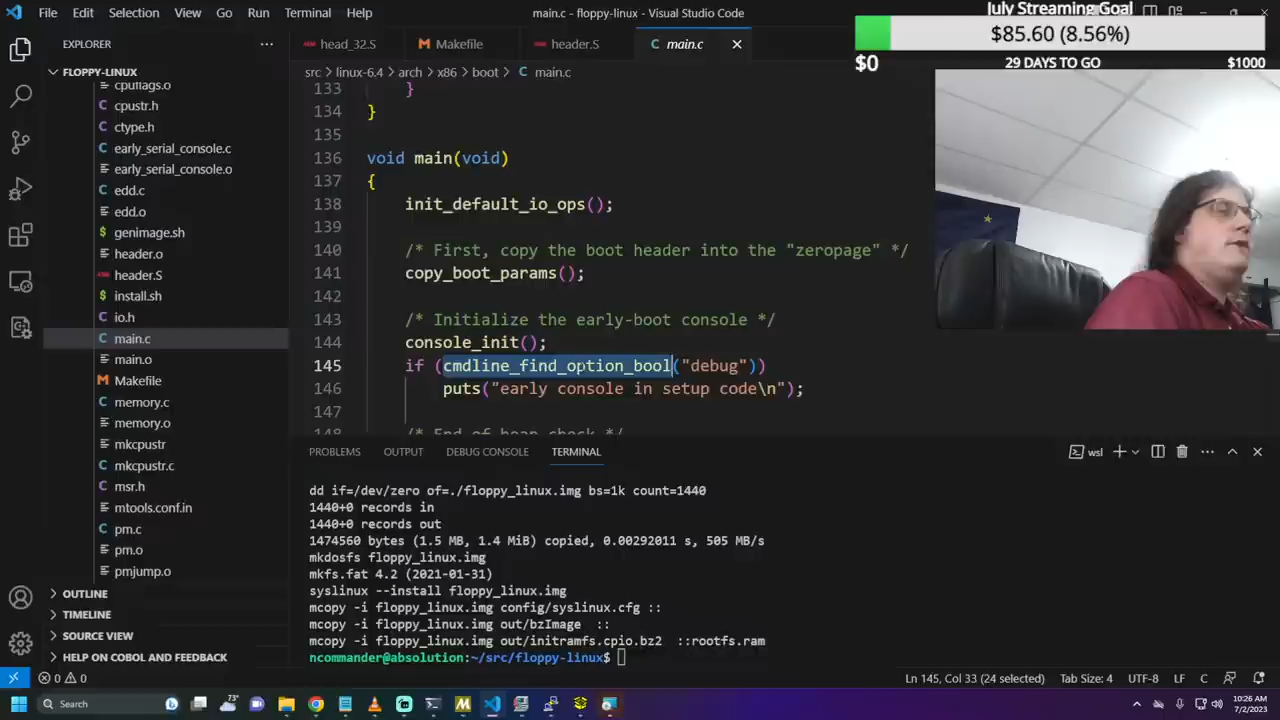 File Edit Selection View Go Run Terminal Help
main.c - floppy-linux - Visual Studio Code
July Streaming Goal
$85.60 (8.56%)
$0 29 DAYS TO GO $1000
EXPLORER
FLOPPY-LINUX
cpuflags.o
cpustr.h
ctype.h
early_serial_console.c
early_serial_console.o
edd.c
edd.o
genimage.sh
header.o
header.S
install.sh
io.h
main.c
main.o
Makefile
memory.c
memory.o
mkcpustr
mkcpustr.c
msr.h
mtools.conf.in
pm.c
pm.o
pmjump.o
OUTLINE
TIMELINE
SOURCE VIEW
HELP ON COBOL AND FEEDBACK
head_32.S Makefile header.S main.c
src > linux-6.4 > arch > x86 > boot > main.c
133 }
134 }
135
136 void main(void)
137 {
138 init_default_io_ops();
139
140 /* First, copy the boot header into the "zeropage" */
141 copy_boot_params();
142
143 /* Initialize the early-boot console */
144 console_init();
145 if (cmdline_find_option_bool("debug"))
146 puts("early console in setup code\n");
147
148 /* End of heap check */
PROBLEMS OUTPUT DEBUG CONSOLE TERMINAL
wsl
dd if=/dev/zero of=./floppy_linux.img bs=1k count=1440
1440+0 records in
1440+0 records out
1474560 bytes (1.5 MB, 1.4 MiB) copied, 0.00292011 s, 505 MB/s
mkdosfs floppy_linux.img
mkfs.fat 4.2 (2021-01-31)
syslinux --install floppy_linux.img
mcopy -i floppy_linux.img config/syslinux.cfg ::
mcopy -i floppy_linux.img out/bzImage ::
mcopy -i floppy_linux.img out/initramfs.cpio.bz2 ::rootfs.ram
ncommander@absolution:~/src/floppy-linux$
0 0
Ln 145, Col 33 (24 selected) Tab Size: 4 UTF-8 LF C
Search
73°
10:26 AM
7/2/2023